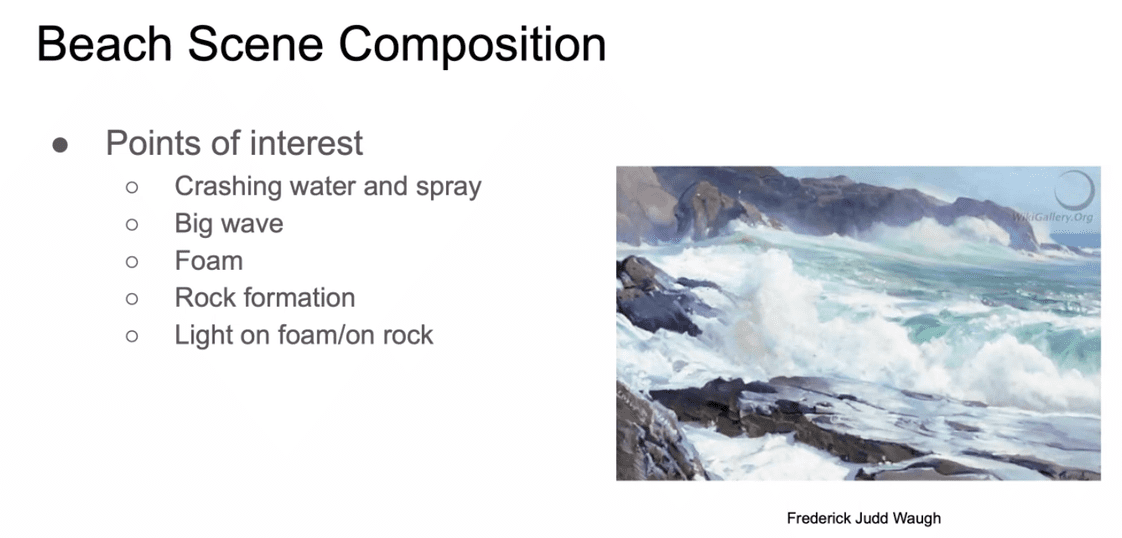 Beach Scene Composition
● Points of interest
○ Crashing water and spray
○ Big wave
○ Foam
○ Rock formation
○ Light on foam/on rock
WikiGallery.Org
Frederick Judd Waugh